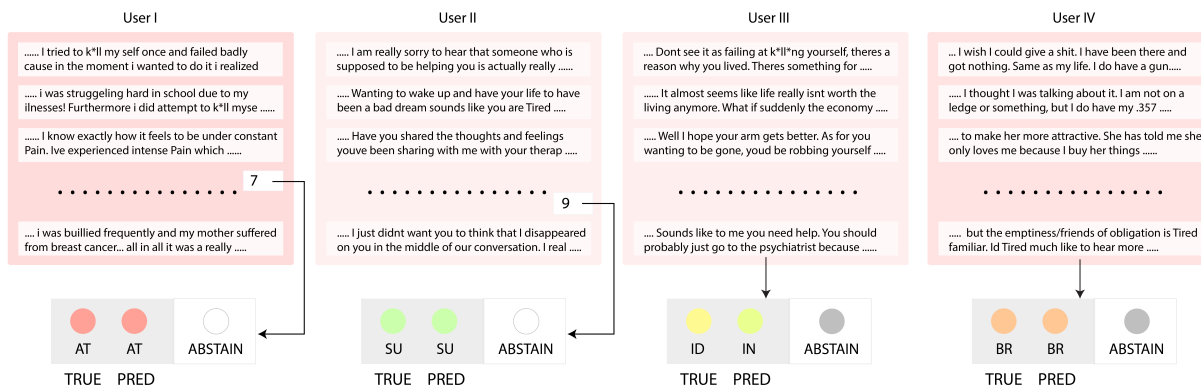 User I
...... I tried to k*ll my self once and failed badly
cause in the moment i wanted to do it i realized
..... i was struggeling hard in school due to my
ilnesses! Furthermore i did attempt to k*ll myse .....
...... I know exactly how it feels to be under constant
Pain. Ive experienced intense Pain which ......
7
.... i was buillied frequently and my mother suffered
from breast cancer... all in all it was a really .....
AT
AT
ABSTAIN
TRUE PRED
User II
..... I am really sorry to hear that someone who is
supposed to be helping you is actually really ......
..... Wanting to wake up and have your life to have
been a bad dream sounds like you are Tired .....
..... Have you shared the thoughts and feelings
youve been sharing with me with your therap .....
9
..... I just didnt want you to think that I disappeared
on you in the middle of our conversation. I real .....
SU
SU
ABSTAIN
TRUE PRED
User III
.... Dont see it as failing at k*ll*ng yourself, theres a
reason why you lived. Theres something for .....
...... It almost seems like life really isnt worth the
living anymore. What if suddenly the economy .....
..... Well I hope your arm gets better. As for you
wanting to be gone, youd be robbing yourself .....
.... Sounds like to me you need help. You should
probably just go to the psychiatrist because ......
ID
IN
ABSTAIN
TRUE PRED
User IV
... I wish I could give a shit. I have been there and
got nothing. Same as my life. I do have a gun.....
... I thought I was talking about it. I am not on a
ledge or something, but I do have my .357 .....
.... to make her more attractive. She has told me she
only loves me because I buy her things ......
..... but the emptiness/friends of obligation is Tired
familiar. Id Tired much like to hear more .....
BR
BR
ABSTAIN
TRUE PRED